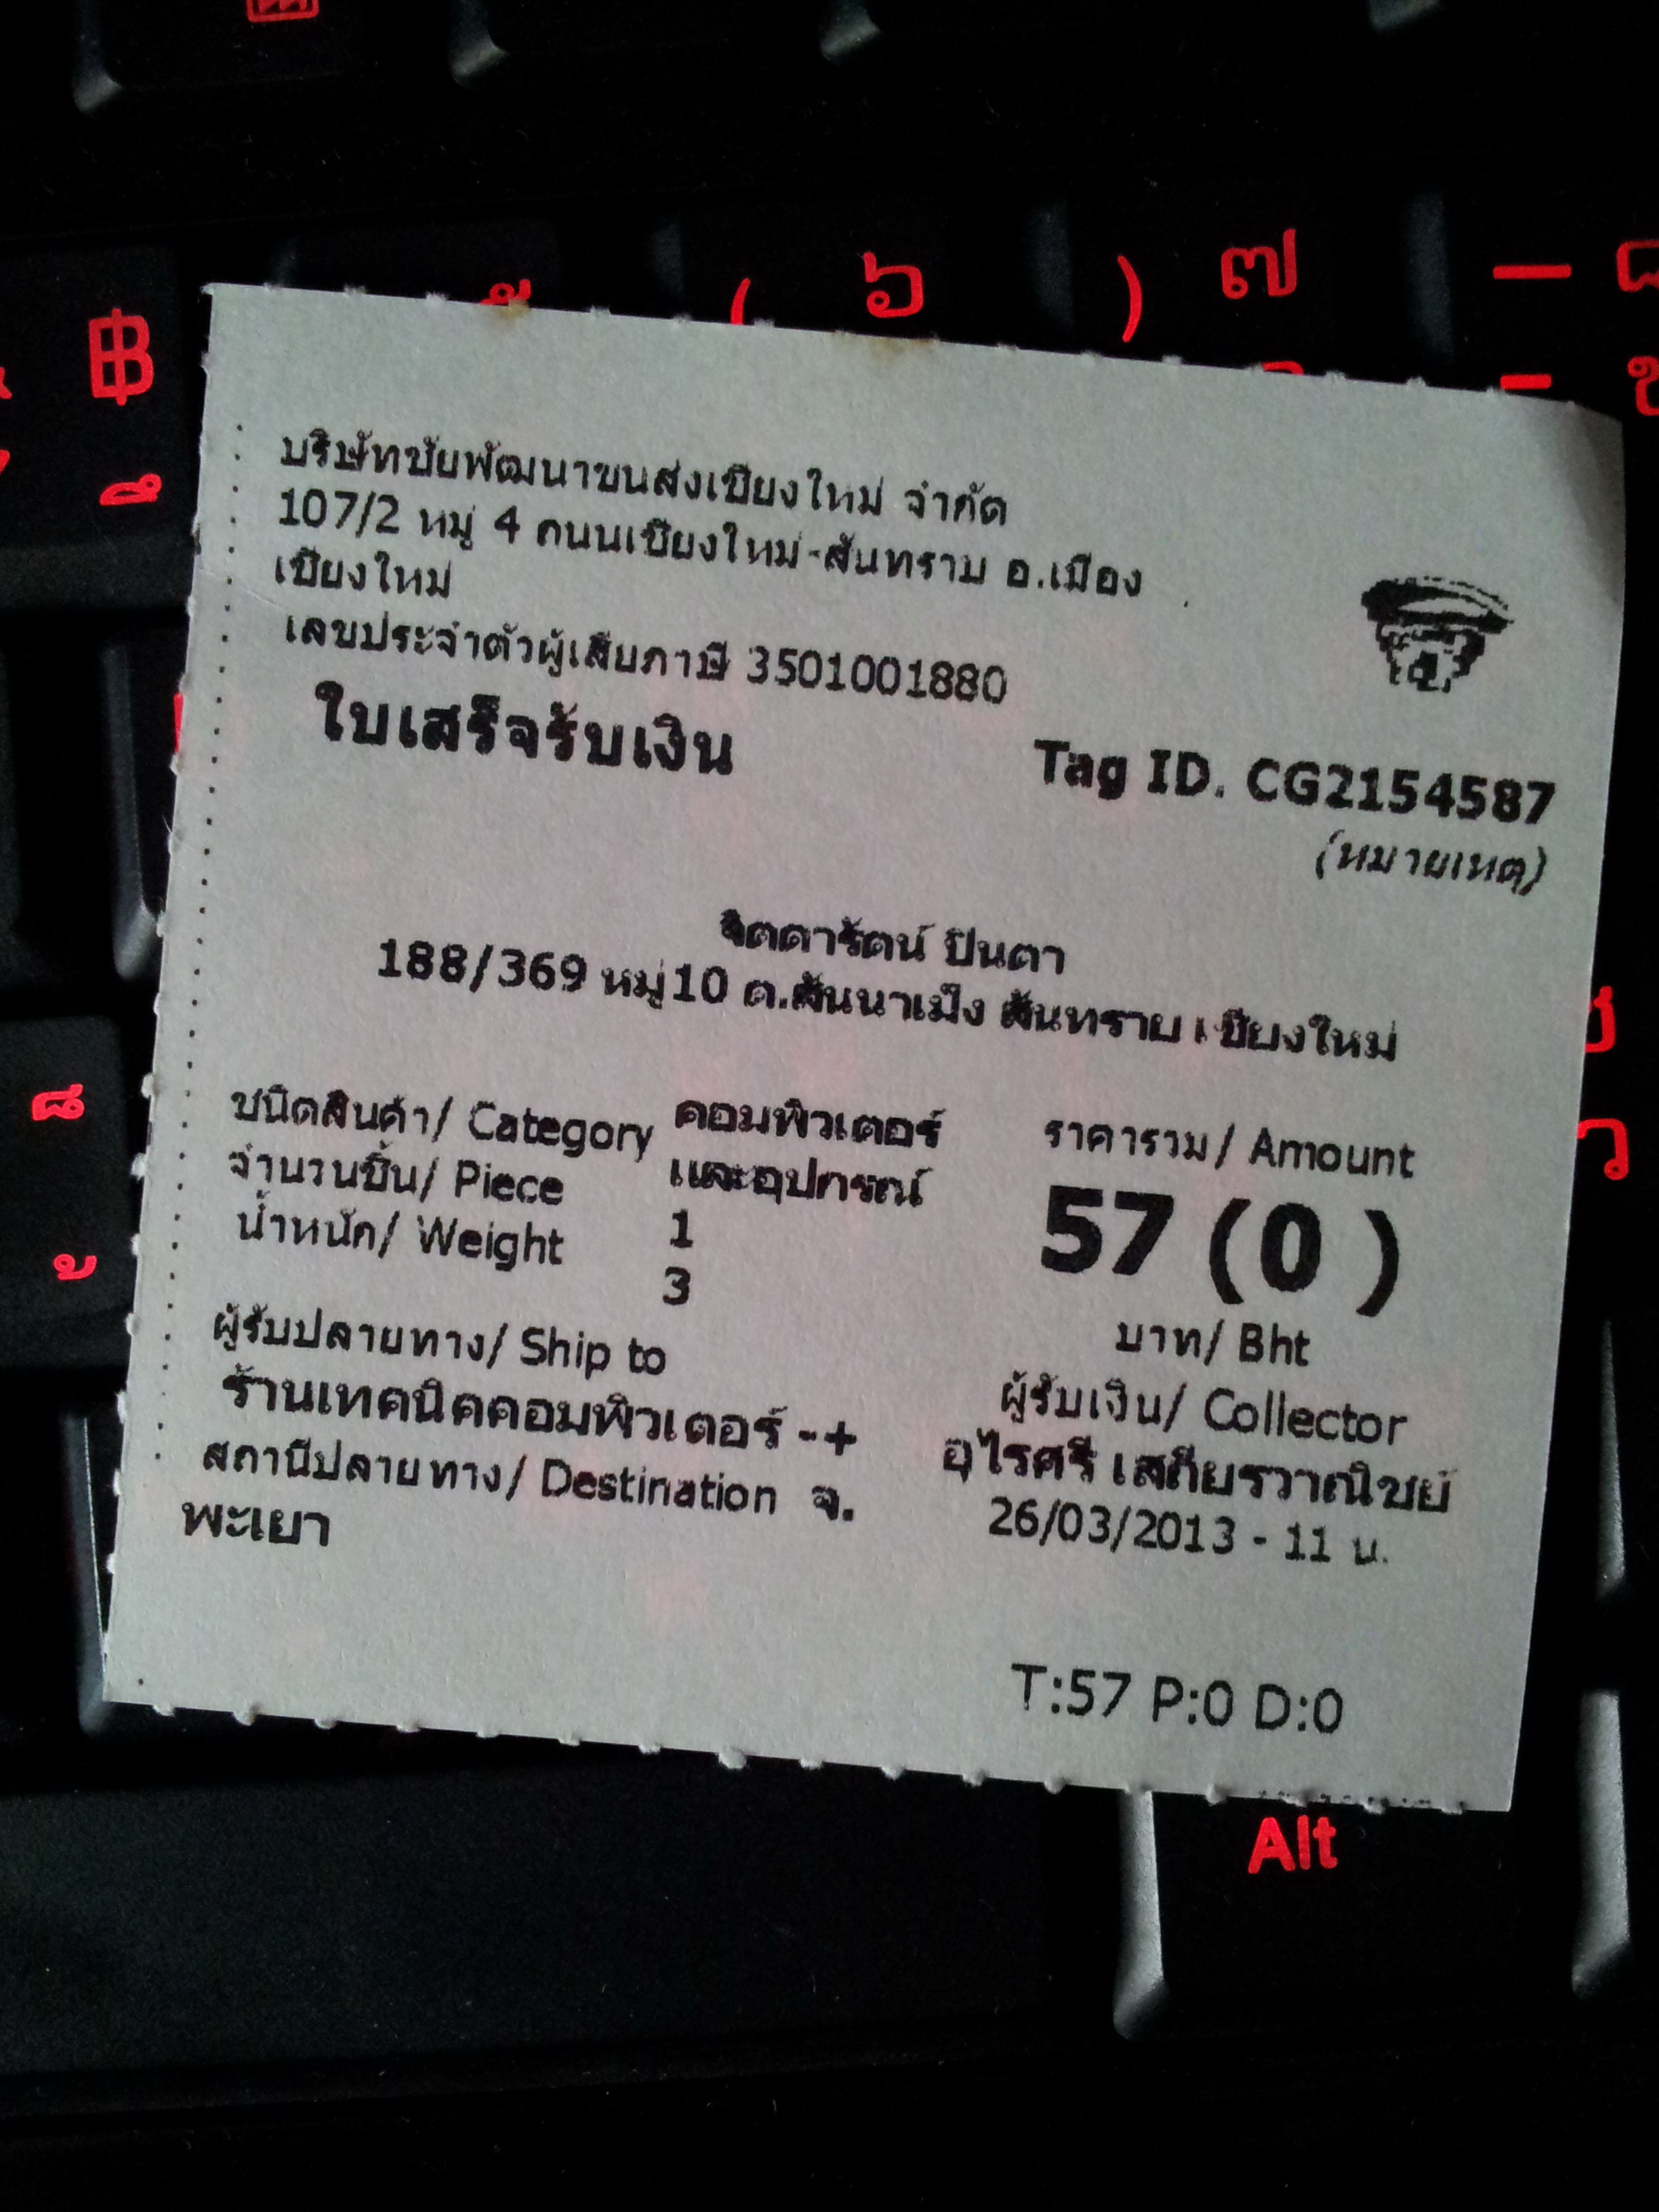 บริษัทชัยพัฒนาขนส่งเชียงใหม่ จำกัด
107/2 หมู่ 4 ถนนเชียงใหม่-สันทราย อ.เมือง
เชียงใหม่
เลขประจำตัวผู้เสียภาษี 3501001880
ใบเสร็จรับเงิน
Tag ID. CG2154587
(หมายเหตุ)
จิดดารัตน์ ปินตา
188/369 หมู่10 ต.สันนาเม็ง สันทราย เชียงใหม่
ชนิดสินค้า/ Category คอมพิวเตอร์
และอุปกรณ์
จำนวนชิ้น/ Piece 1
น้ำหนัก/ Weight 3
ราคารวม/ Amount
57 (0 )
บาท/ Bht
ผู้รับปลายทาง/ Ship to
ร้านเทคนิคคอมพิวเตอร์ -+
สถานีปลายทาง/ Destination จ.
พะเยา
ผู้รับเงิน/ Collector
อุไรศรี เสถียรวาณิชย์
26/03/2013 - 11 น.
T:57 P:0 D:0
฿
( ๖
) ๗
Alt